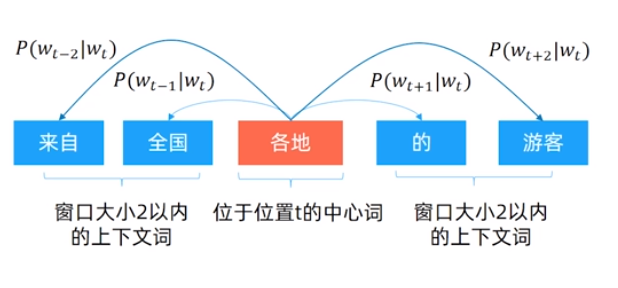 P(w_{t−2}|w_t)
P(w_{t+2}|w_t)
P(w_{t−1}|w_t)
P(w_{t+1}|w_t)
来自 全国 各地 的 游客
窗口大小2以内
的上下文词
位于位置t的中心词
窗口大小2以内
的上下文词